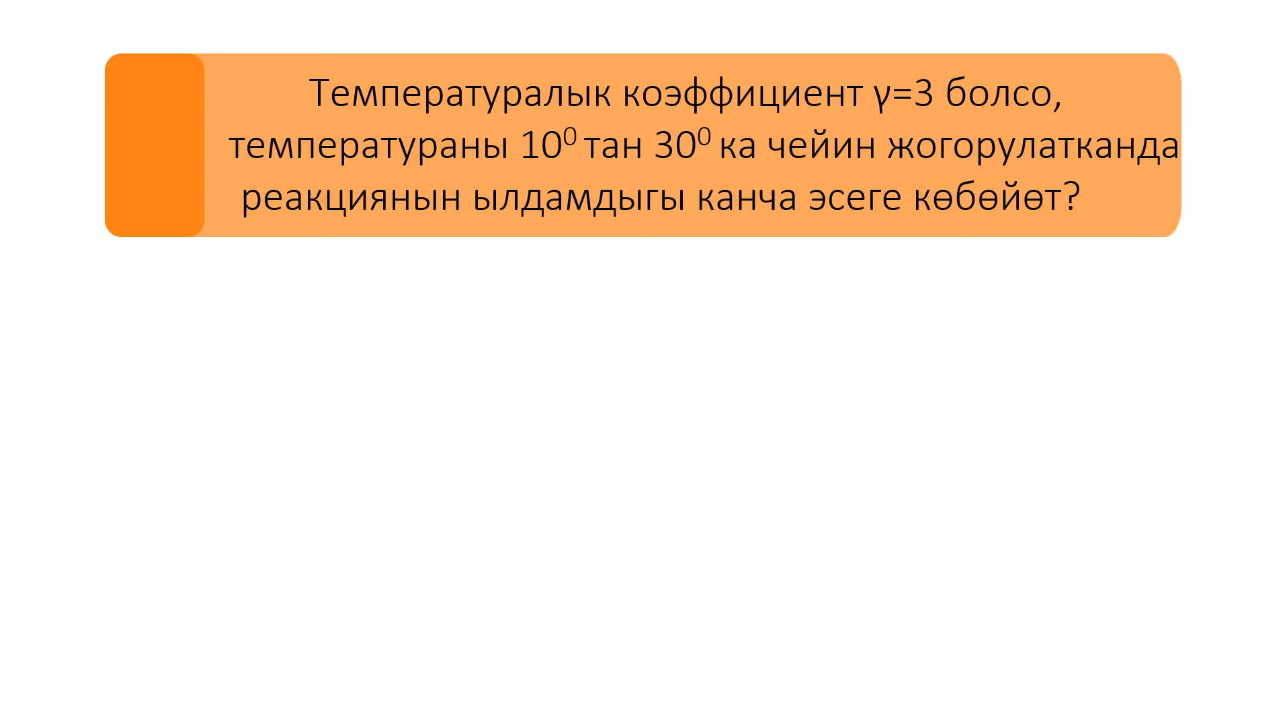 Температуралык коэффициент γ=3 болсо,
температураны 10⁰ тан 30⁰ ка чейин жогорулатканда
реакциянын ылдамдыгы канча эсеге көбөйөт?